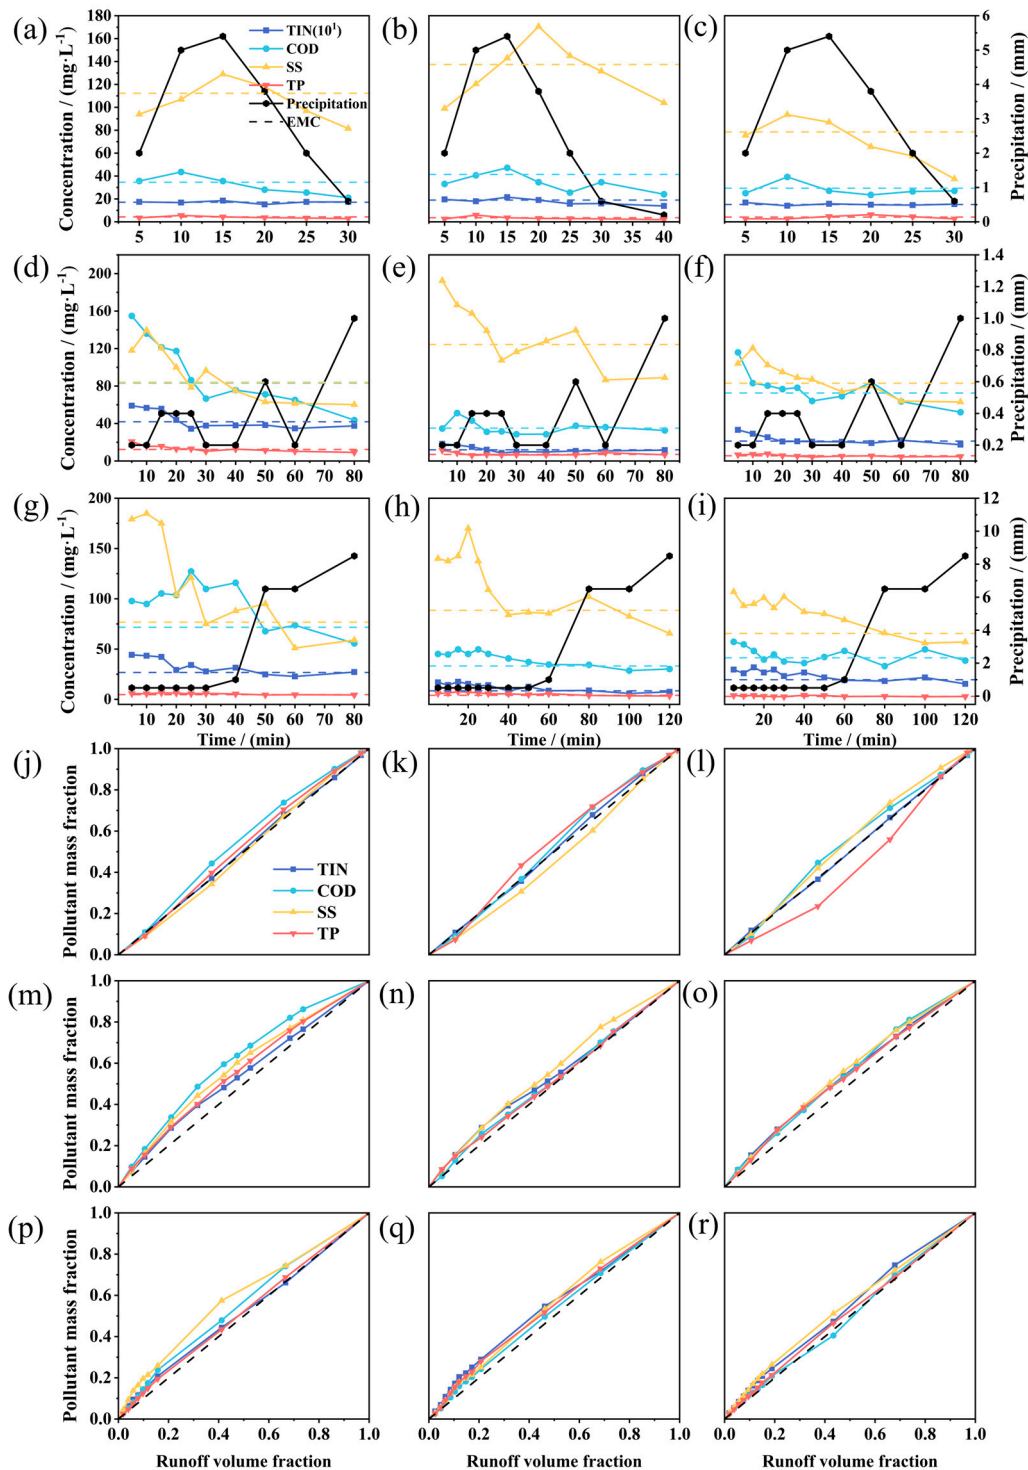 (a) (b) (c)
Concentration / (mg·L⁻¹)
180
160
140
120
100
80
60
40
20
0
TIN(10¹)
COD
SS
TP
Precipitation
EMC
6
5
4
3
2
1
0
Precipitation / (mm)
5 10 15 20 25 30
5 10 15 20 25 30 35 40
5 10 15 20 25 30
(d) (e) (f)
Concentration / (mg·L⁻¹)
200
160
120
80
40
0
1.4
1.2
1.0
0.8
0.6
0.4
0.2
Precipitation / (mm)
10 20 30 40 50 60 70 80
10 20 30 40 50 60 70 80
10 20 30 40 50 60 70 80
(g) (h) (i)
Concentration / (mg·L⁻¹)
200
150
100
50
0
12
10
8
6
4
2
0
Precipitation / (mm)
10 20 30 40 50 60 70 80
20 40 60 80 100 120
20 40 60 80 100 120
Time / (min) Time / (min) Time / (min)
(j) (k) (l)
Pollutant mass fraction
1.0
0.8
0.6
0.4
0.2
0.0
TIN
COD
SS
TP
(m) (n) (o)
Pollutant mass fraction
1.0
0.8
0.6
0.4
0.2
0.0
(p) (q) (r)
Pollutant mass fraction
1.0
0.8
0.6
0.4
0.2
0.0
0.0 0.2 0.4 0.6 0.8 1.0
0.0 0.2 0.4 0.6 0.8 1.0
0.0 0.2 0.4 0.6 0.8 1.0
Runoff volume fraction Runoff volume fraction Runoff volume fraction